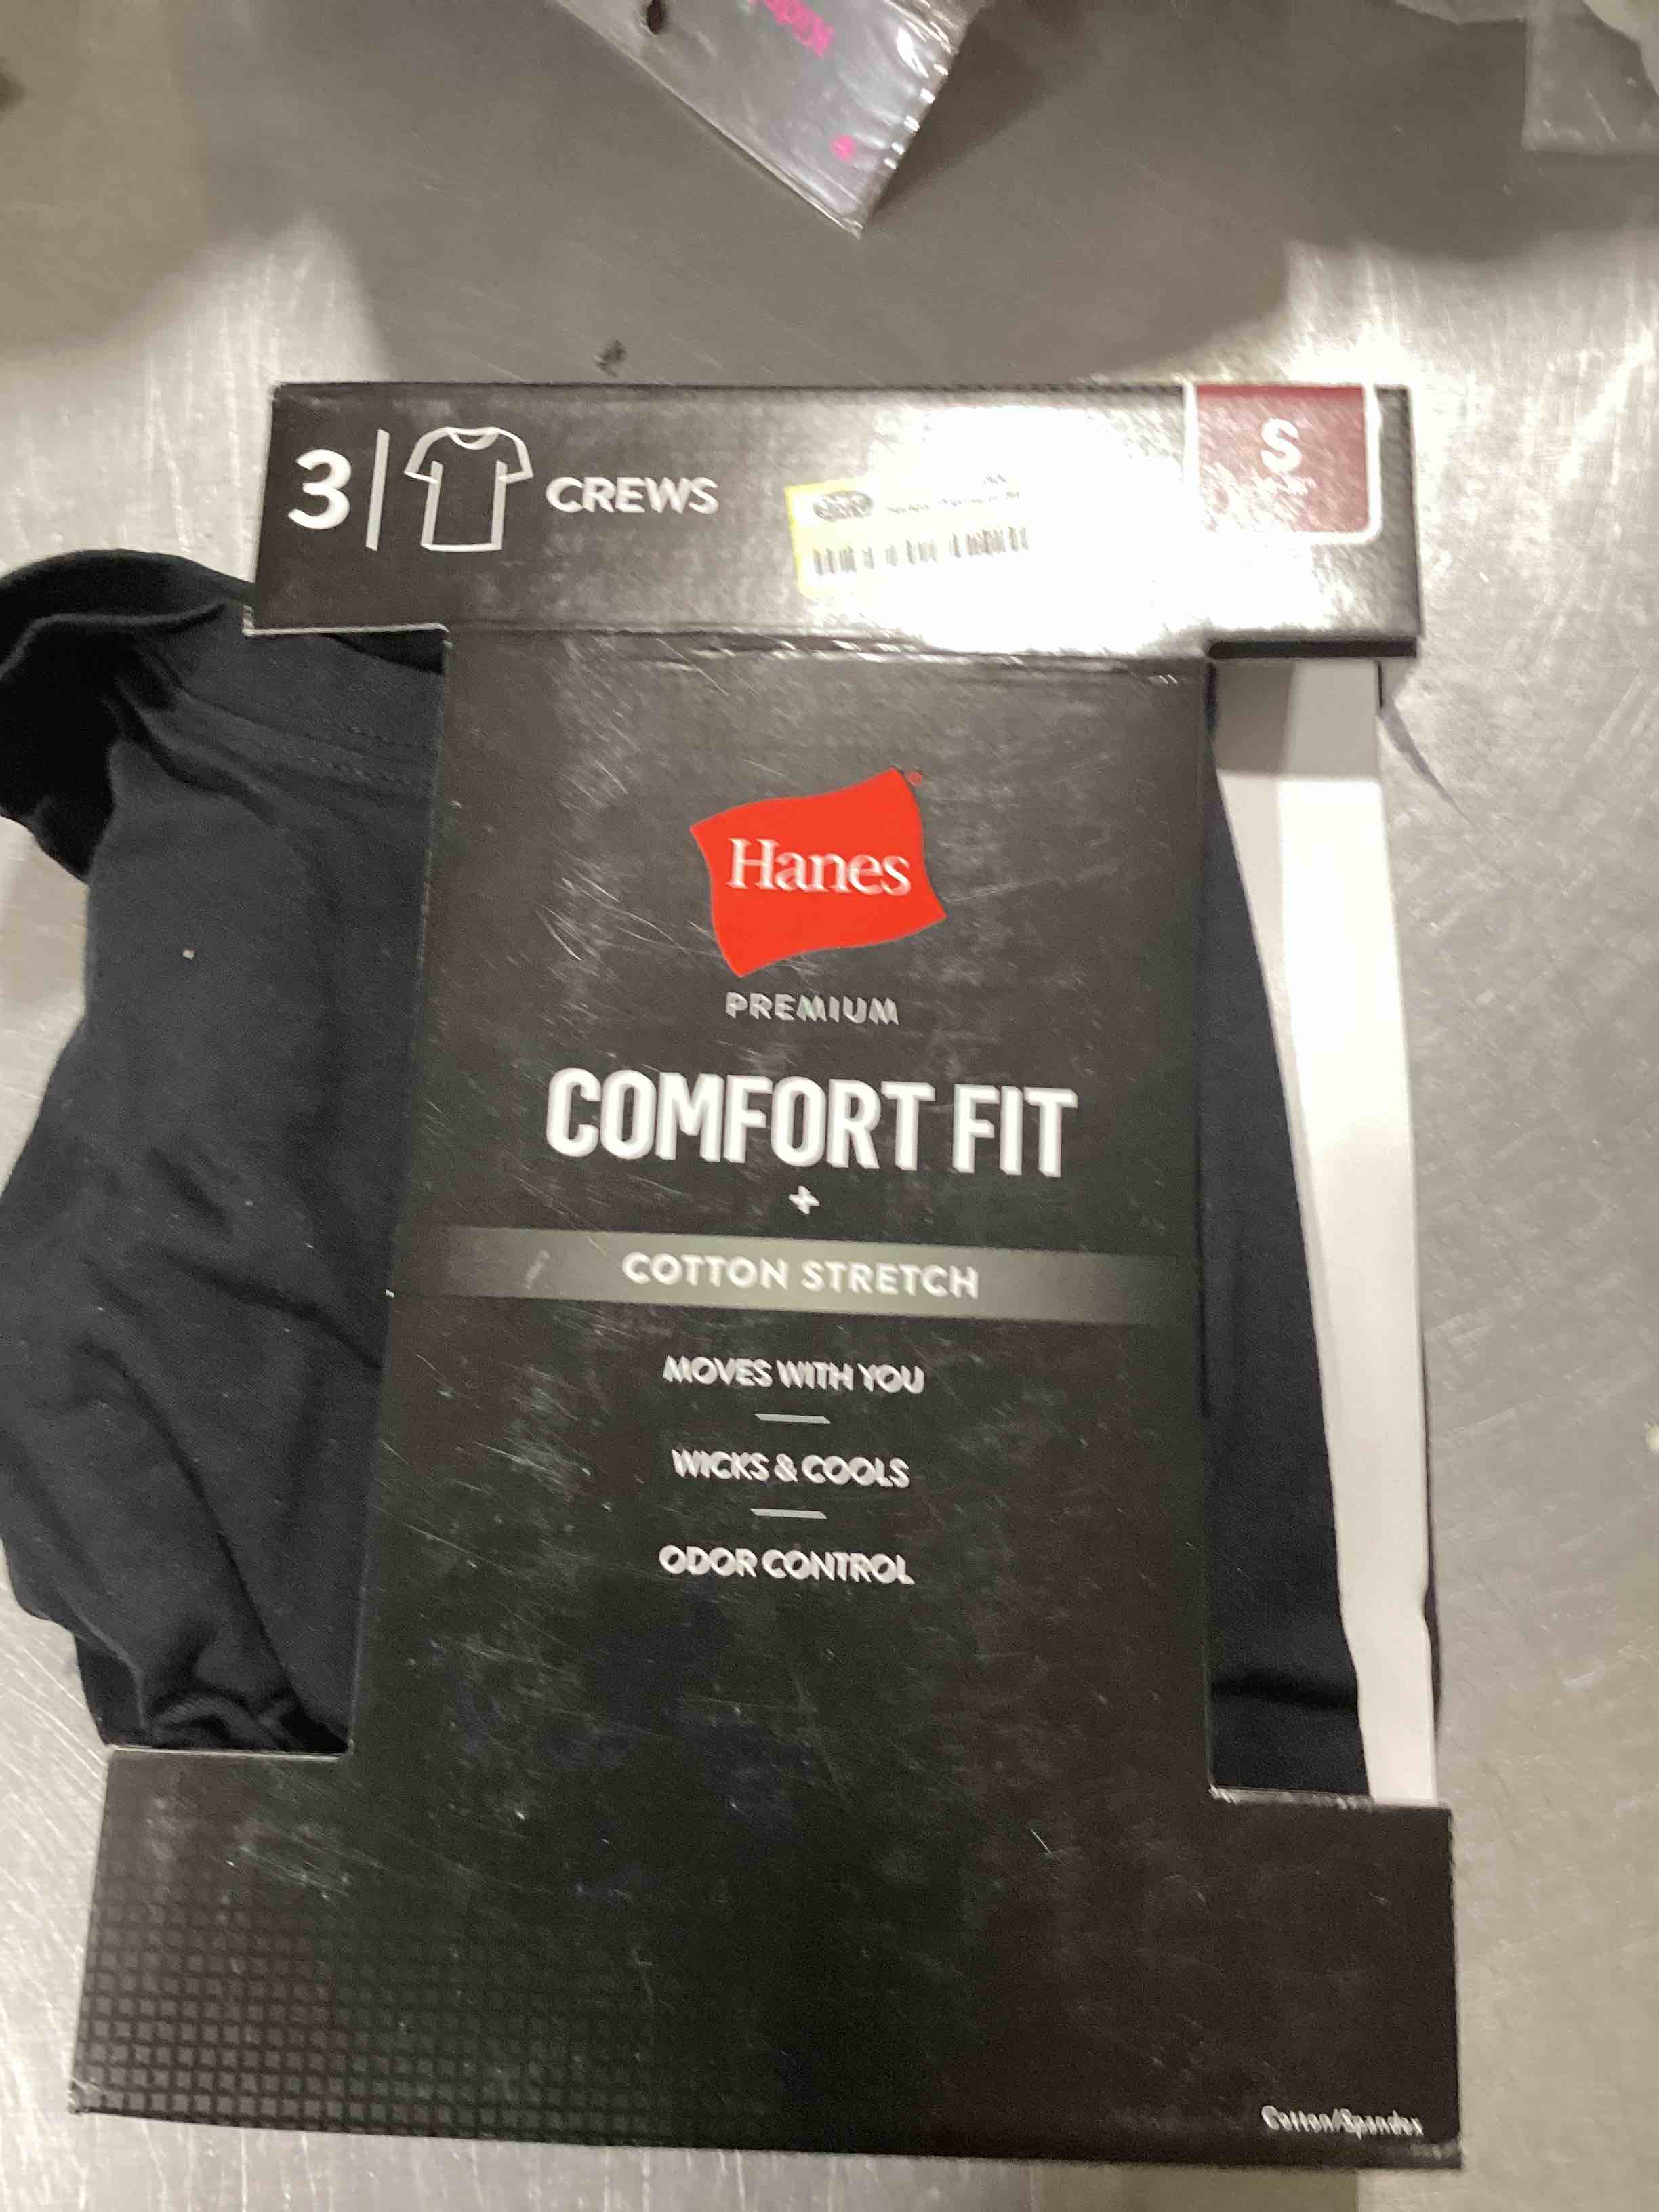 3 CREWS
S
Hanes
PREMIUM
COMFORT FIT
+
COTTON STRETCH
MOVES WITH YOU
WICKS & COOLS
ODOR CONTROL
Cotton/Spandex